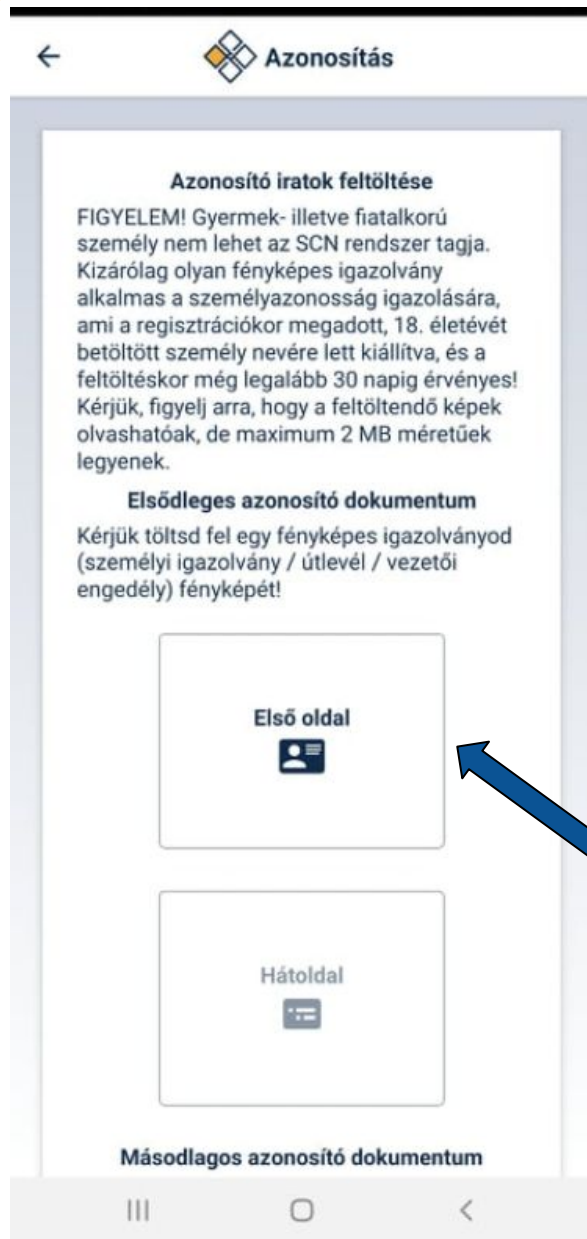 Azonosítás
Azonosító iratok feltöltése
FIGYELEM! Gyermek- illetve fiatalkorú
személy nem lehet az SCN rendszer tagja.
Kizárólag olyan fényképes igazolvány
alkalmas a személyazonosság igazolására,
ami a regisztrációkor megadott, 18. életévét
betöltött személy nevére lett kiállítva, és a
feltöltéskor még legalább 30 napig érvényes!
Kérjük, figyelj arra, hogy a feltöltendő képek
olvashatóak, de maximum 2 MB méretűek
legyenek.
Elsődleges azonosító dokumentum
Kérjük töltsd fel egy fényképes igazolványod
(személyi igazolvány / útlevél / vezetői
engedély) fényképét!
Első oldal
Hátoldal
Másodlagos azonosító dokumentum